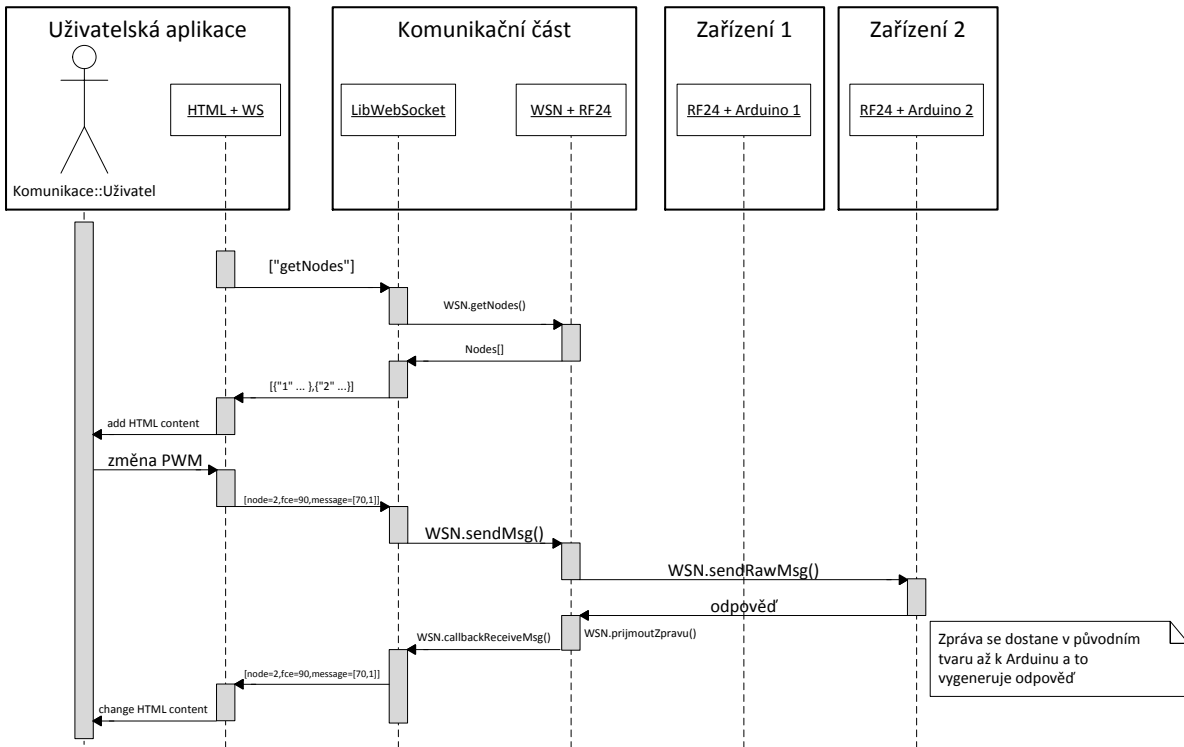 Uživatelská aplikace
Komunikační část
Zařízení 1
Zařízení 2
HTML + WS
LibWebSocket
WSN + RF24
RF24 + Arduino 1
RF24 + Arduino 2
Komunikace::Uživatel
["getNodes"]
WSN.getNodes()
Nodes[]
[{"1" ... },{"2" ...}]
add HTML content
změna PWM
[node=2,fce=90,message=[70,1]]
WSN.sendMsg()
WSN.sendRawMsg()
odpověď
WSN.prijmoutZpravu()
WSN.callbackReceiveMsg()
[node=2,fce=90,message=[70,1]]
change HTML content
Zpráva se dostane v původním
tvaru až k Arduinu a to
vygeneruje odpověď